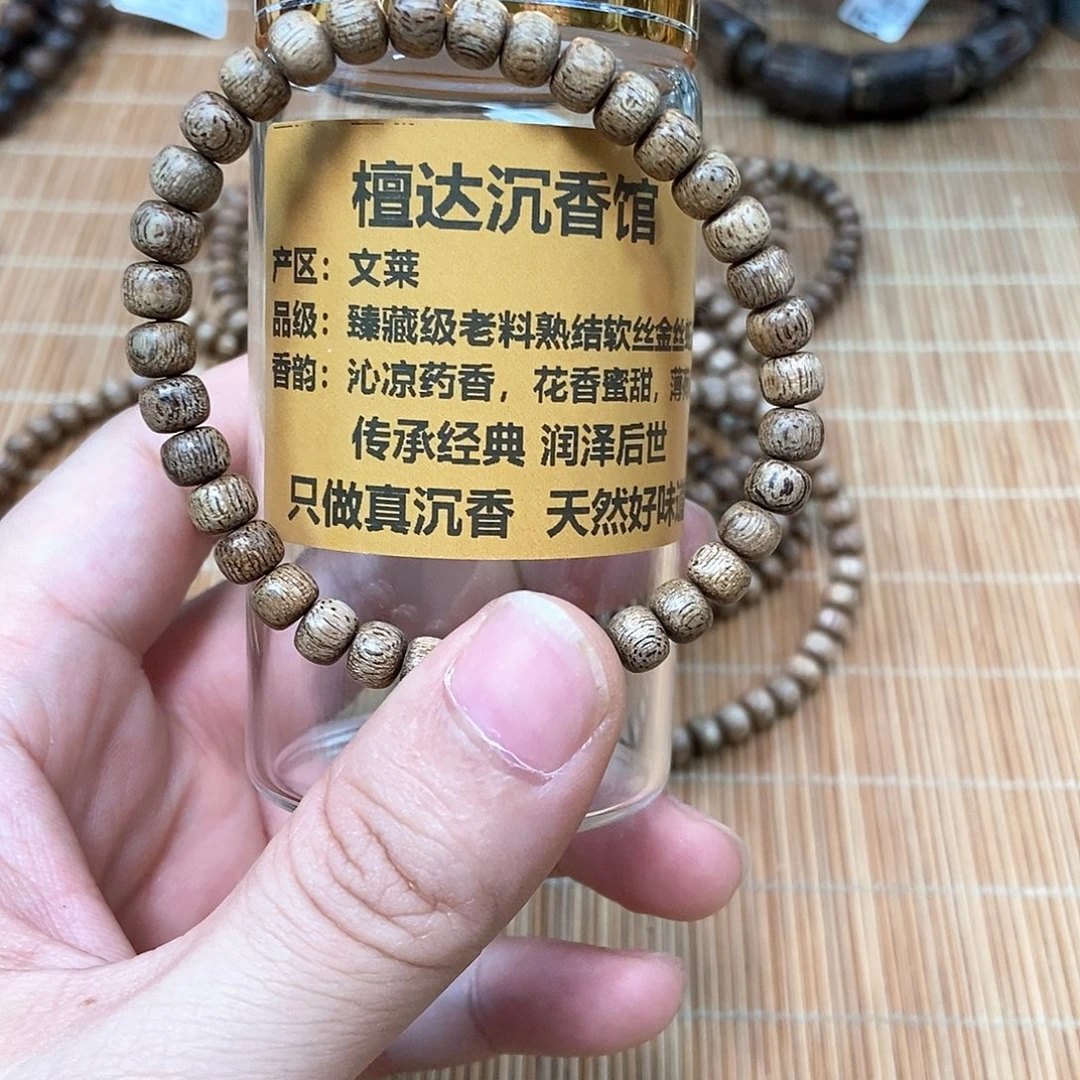 檀达沉香馆
产区：文莱
品级：臻藏级老料熟结软丝金丝
香韵：沁凉药香，花香蜜甜，薄荷
传承经典 润泽后世
只做真沉香 天然好味道